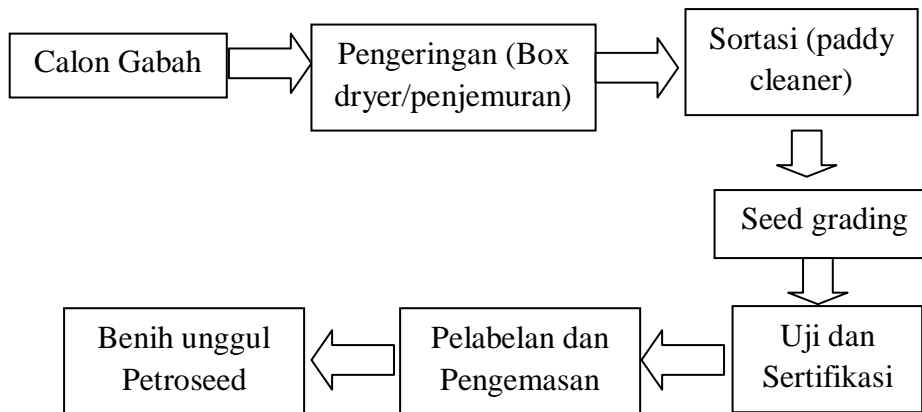 Calon Gabah
Pengeringan (Box
dryer/penjemuran)
Sortasi (paddy
cleaner)
Seed grading
Uji dan
Sertifikasi
Pelabelan dan
Pengemasan
Benih unggul
Petroseed